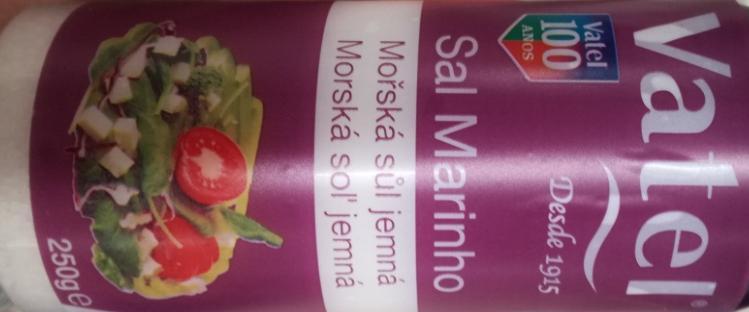 Vatel®
Desde 1915
Vatel
100
ANOS
Sal Marinho
Mořská sůl jemná
Morská soľ jemná
250g e